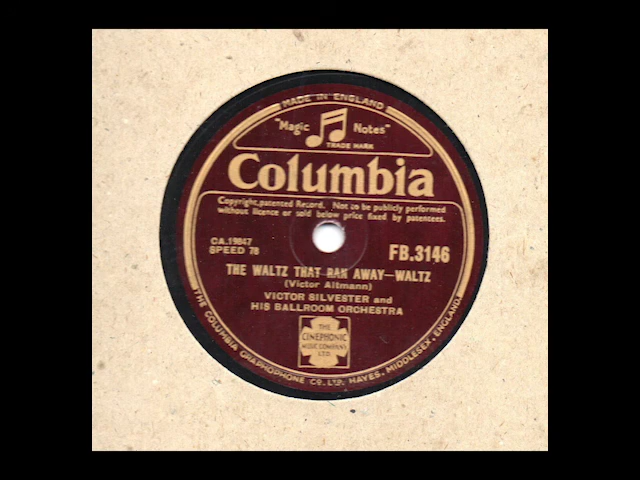 MADE IN ENGLAND
"Magic Notes"
TRADE MARK
Columbia
Copyright, patented Record. Not to be publicly performed
without licence or sold below price fixed by patentees.
CA.19847
SPEED 78
FB.3146
THE WALTZ THAT RAN AWAY—WALTZ
(Victor Altmann)
VICTOR SILVESTER and
HIS BALLROOM ORCHESTRA
THE
CINEPHONIC
MUSIC COMPANY
LTD.
THE COLUMBIA GRAPHOPHONE CO. LTD. HAYES, MIDDLESEX, ENGLAND.